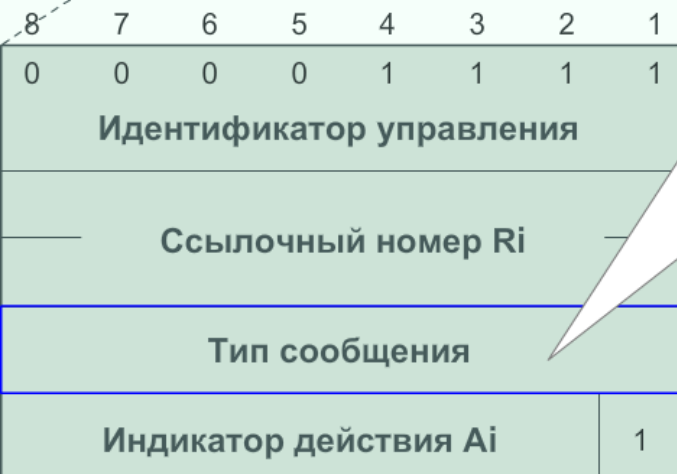 8 7 6 5 4 3 2 1
0 0 0 0 1 1 1 1
Идентификатор управления
Ссылочный номер Ri
Тип сообщения
Индикатор действия Ai 1